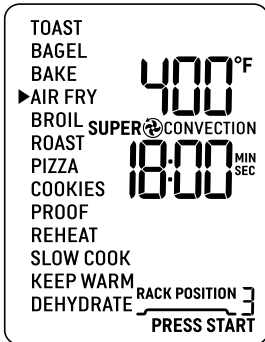 TOAST
BAGEL
BAKE
400°F
▶AIR FRY
BROIL
SUPER CONVECTION
ROAST
PIZZA
18:00 MIN SEC
COOKIES
PROOF
REHEAT
SLOW COOK
KEEP WARM
DEHYDRATE
RACK POSITION 3
PRESS START